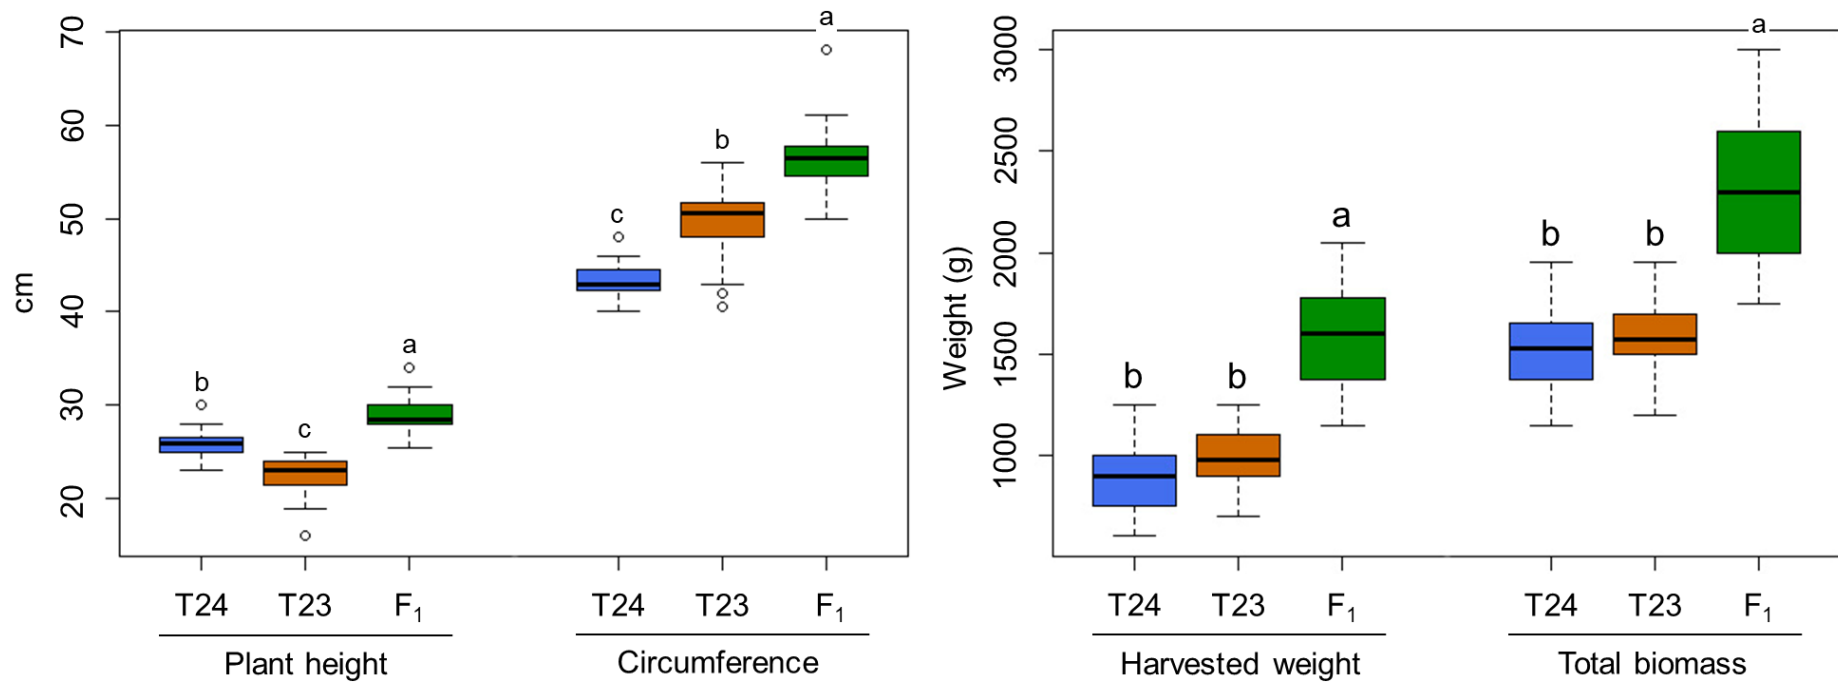 cm
70
60
50
40
30
20
b
c
a
c
b
a
T24 T23 F₁ T24 T23 F₁
Plant height Circumference
Weight (g)
3000
2500
2000
1500
1000
b
b
a
b
b
a
T24 T23 F₁ T24 T23 F₁
Harvested weight Total biomass